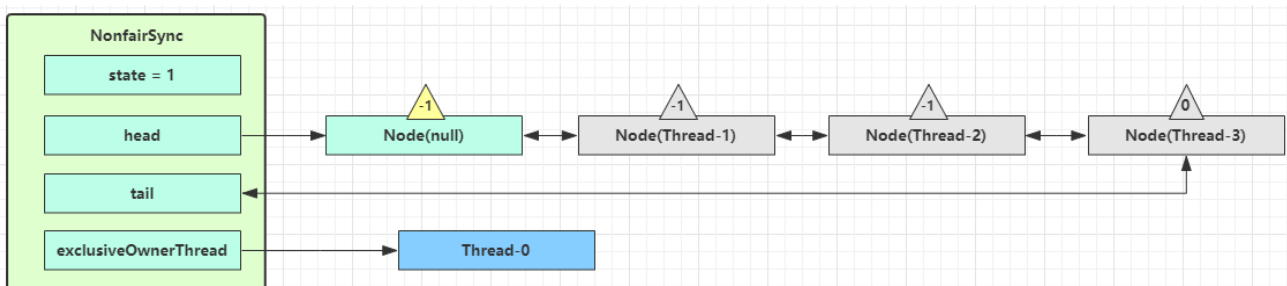 NonfairSync
state = 1
head
tail
exclusiveOwnerThread
-1
Node(null)
-1
Node(Thread-1)
-1
Node(Thread-2)
0
Node(Thread-3)
Thread-0